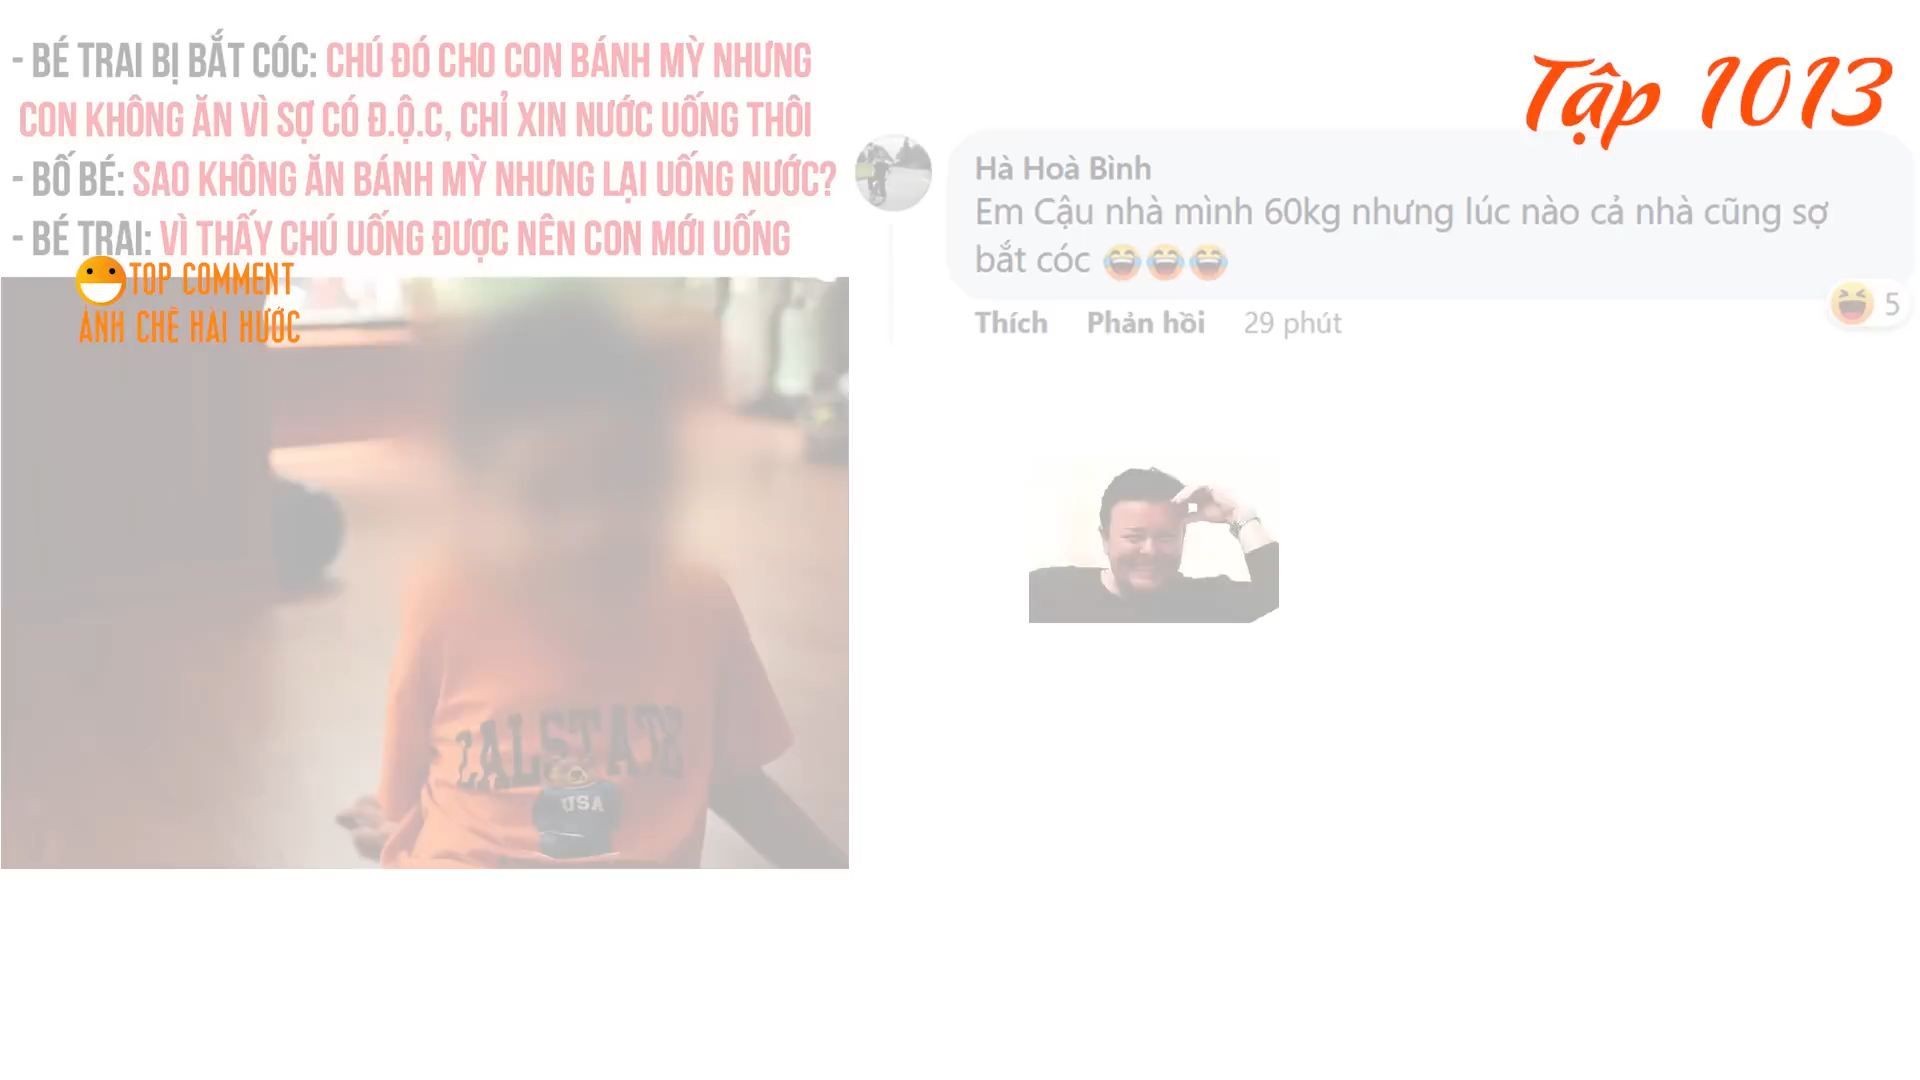 - BÉ TRAI BỊ BẮT CÓC: CHÚ ĐÓ CHO CON BÁNH MỲ NHƯNG
CON KHÔNG ĂN VÌ SỢ CÓ Đ.Ộ.C, CHỈ XIN NƯỚC UỐNG THÔI
- BỐ BÉ: SAO KHÔNG ĂN BÁNH MỲ NHƯNG LẠI UỐNG NƯỚC?
- BÉ TRAI: VÌ THẤY CHÚ UỐNG ĐƯỢC NÊN CON MỚI UỐNG
TOP COMMENT
ẢNH CHẾ HÀI HƯỚC
Tập 1013
Hà Hoà Bình
Em Cậu nhà mình 60kg nhưng lúc nào cả nhà cũng sợ
bắt cóc 😂😂😂
5
Thích Phản hồi 29 phút
CALSTATE
USA